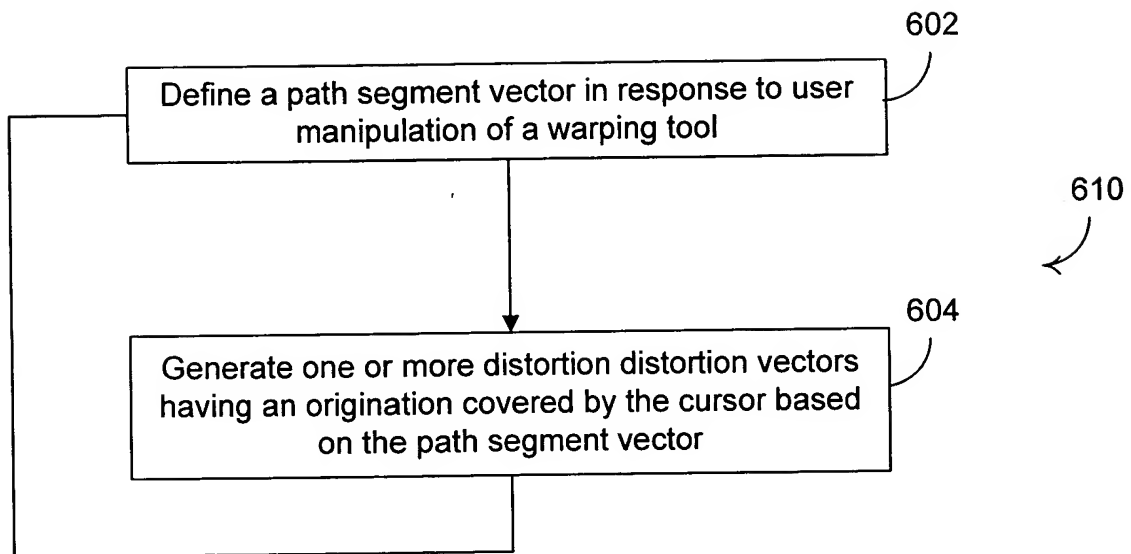 602
Define a path segment vector in response to user
manipulation of a warping tool
610
604
Generate one or more distortion distortion vectors
having an origination covered by the cursor based
on the path segment vector